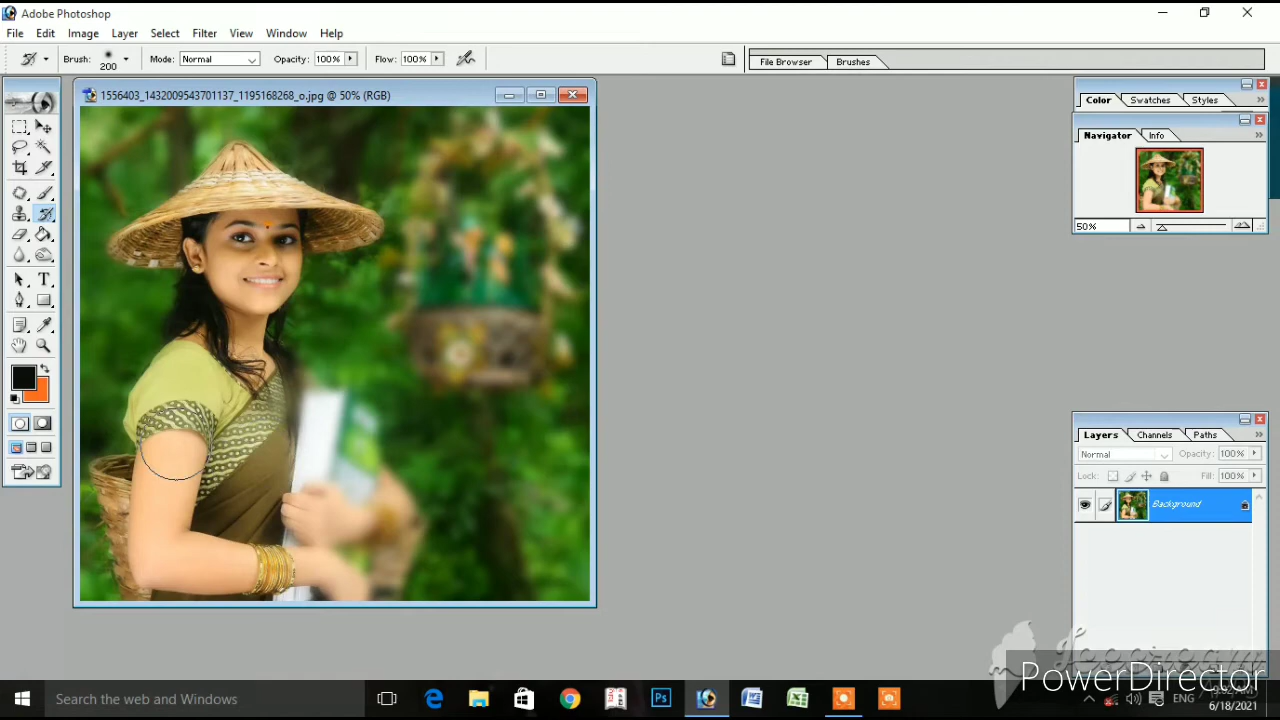 Adobe Photoshop
File Edit Image Layer Select Filter View Window Help
Brush: 200 Mode: Normal Opacity: 100% Flow: 100% File Browser Brushes
1556403_1432009543701137_1195168268_o.jpg @ 50% (RGB)
Color Swatches Styles
Navigator Info
50%
Layers Channels Paths
Normal Opacity: 100%
Lock: Fill: 100%
Background
PowerDirector
Search the web and Windows
ENG
6/18/2021